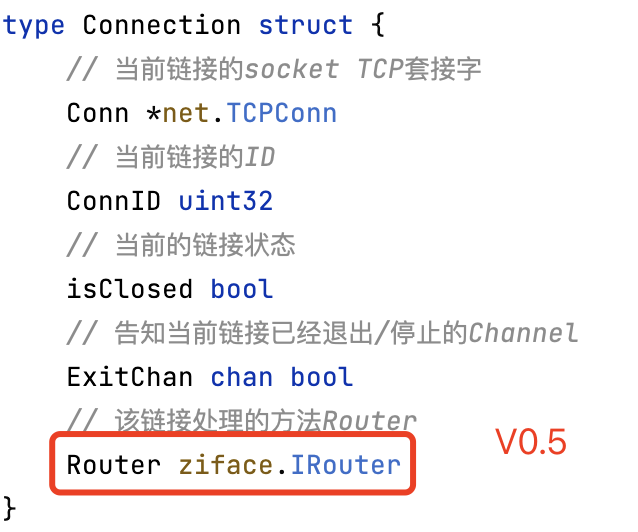 type Connection struct {
// 当前链接的socket TCP套接字
Conn *net.TCPConn
// 当前链接的ID
ConnID uint32
// 当前的链接状态
isClosed bool
// 告知当前链接已经退出/停止的Channel
ExitChan chan bool
// 该链接处理的方法Router
Router ziface.IRouter
V0.5
}